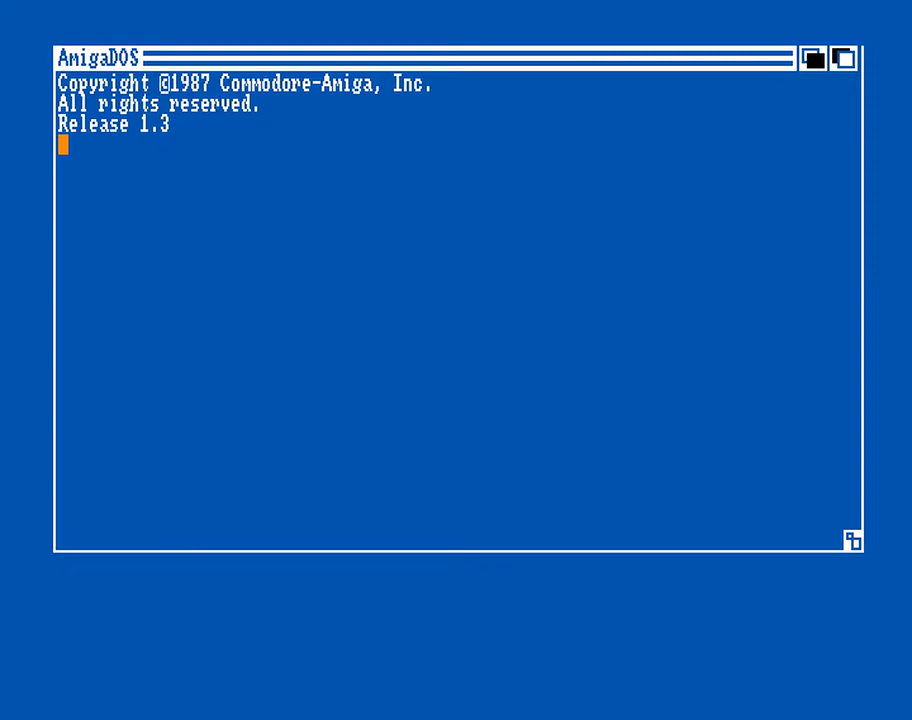 AmigaDOS
Copyright ©1987 Commodore-Amiga, Inc.
All rights reserved.
Release 1.3